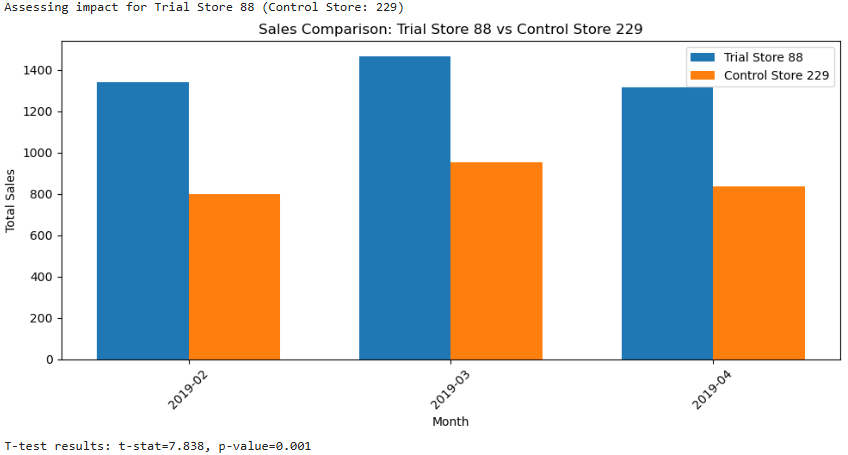 Assessing impact for Trial Store 88 (Control Store: 229)
Sales Comparison: Trial Store 88 vs Control Store 229
Trial Store 88
Control Store 229
1400
1200
1000
800
600
400
200
0
Total Sales
2019-02
2019-03
2019-04
Month
T-test results: t-stat=7.838, p-value=0.001